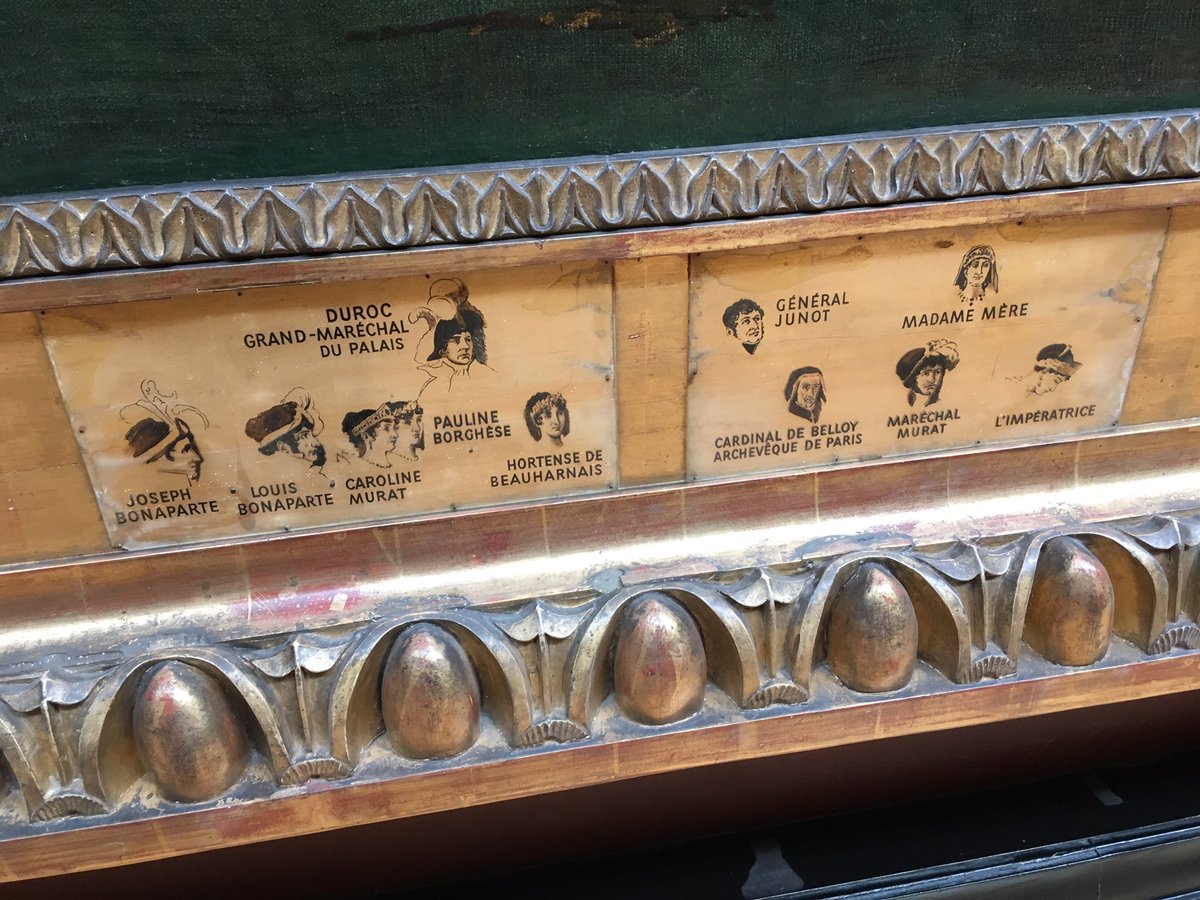 DUROC
GRAND-MARÉCHAL
DU PALAIS
JOSEPH
BONAPARTE
LOUIS
BONAPARTE
CAROLINE
MURAT
PAULINE
BORGHÈSE
HORTENSE DE
BEAUHARNAIS
GÉNÉRAL
JUNOT
MADAME MÈRE
CARDINAL DE BELLOY
ARCHEVÊQUE DE PARIS
MARÉCHAL
MURAT
L'IMPÉRATRICE